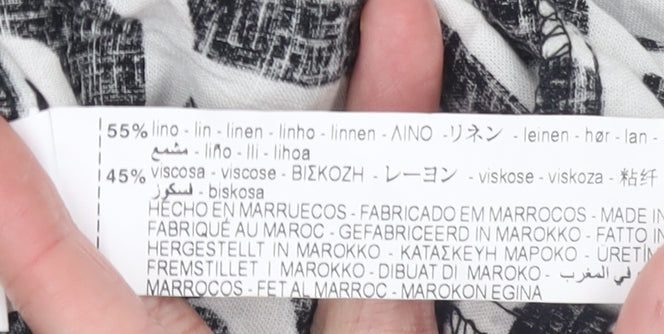 55% lino - lin - linen - linho - linnen - ΛΙΝΟ - リネン - leinen - hør - lan -
مشمع - liño - lli - lihoa
45% viscosa - viscose - ΒΙΣΚΟΖΗ - レーヨン - viskose - viskoza - 粘纤
فسكوز - biskosa
HECHO EN MARRUECOS - FABRICADO EM MARROCOS - MADE IN
FABRIQUÉ AU MAROC - GEFABRICEERD IN MAROKKO - FATTO IN
HERGESTELLT IN MAROKKO - ΚΑΤΑΣΚΕΥΗ ΜΑΡΟΚΟ - ÜRETİM
FREMSTILLET I MAROKKO - DIBUAT DI MAROKO - في المغرب
MARROCOS - FET AL MARROC - MAROKON EGINA